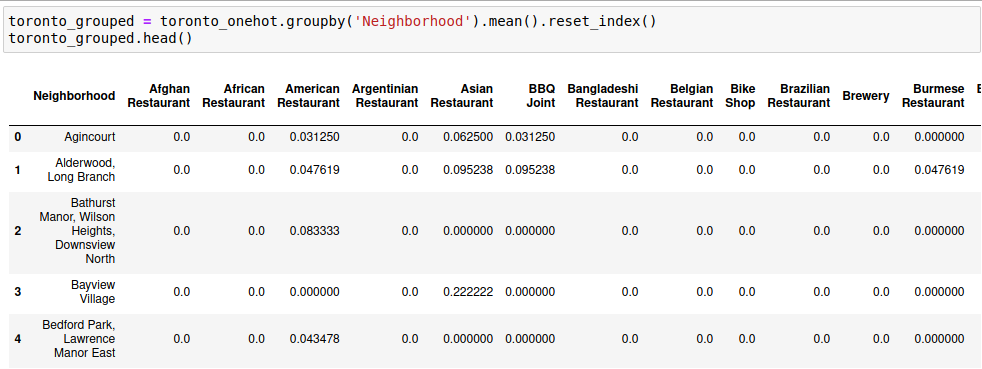 toronto_grouped = toronto_onehot.groupby('Neighborhood').mean().reset_index()
toronto_grouped.head()
Neighborhood Afghan Restaurant African Restaurant American Restaurant Argentinian Restaurant Asian Restaurant BBQ Joint Bangladeshi Restaurant Belgian Restaurant Bike Shop Brazilian Restaurant Brewery Burmese Restaurant
0 Agincourt 0.0 0.0 0.031250 0.0 0.062500 0.031250 0.0 0.0 0.0 0.0 0.0 0.000000
1 Alderwood, Long Branch 0.0 0.0 0.047619 0.0 0.095238 0.095238 0.0 0.0 0.0 0.0 0.0 0.047619
2 Bathurst Manor, Wilson Heights, Downsview North 0.0 0.0 0.083333 0.0 0.000000 0.000000 0.0 0.0 0.0 0.0 0.0 0.000000
3 Bayview Village 0.0 0.0 0.000000 0.0 0.222222 0.000000 0.0 0.0 0.0 0.0 0.0 0.000000
4 Bedford Park, Lawrence Manor East 0.0 0.0 0.043478 0.0 0.000000 0.000000 0.0 0.0 0.0 0.0 0.0 0.000000